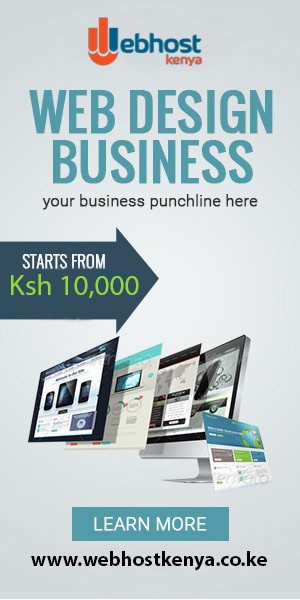 Webhost
kenya
WEB DESIGN
BUSINESS
your business punchline here
STARTS FROM
Ksh 10,000
LEARN MORE
www.webhostkenya.co.ke